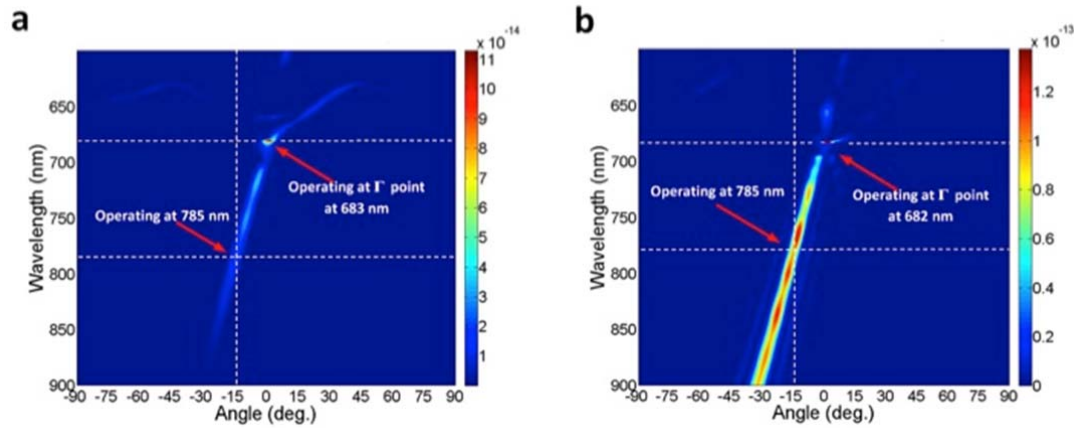 a
x 10⁻¹⁴
650
700
750
800
850
900
Wavelength (nm)
-90 -75 -60 -45 -30 -15 0 15 30 45 60 75 90
Angle (deg.)
11
10
9
8
7
6
5
4
3
2
1
Operating at Γ point
at 683 nm
Operating at 785 nm
b
x 10⁻¹³
650
700
750
800
850
900
Wavelength (nm)
-90 -75 -60 -45 -30 -15 0 15 30 45 60 75 90
Angle (deg.)
1.2
1
0.8
0.6
0.4
0.2
0
Operating at 785 nm
Operating at Γ point
at 682 nm